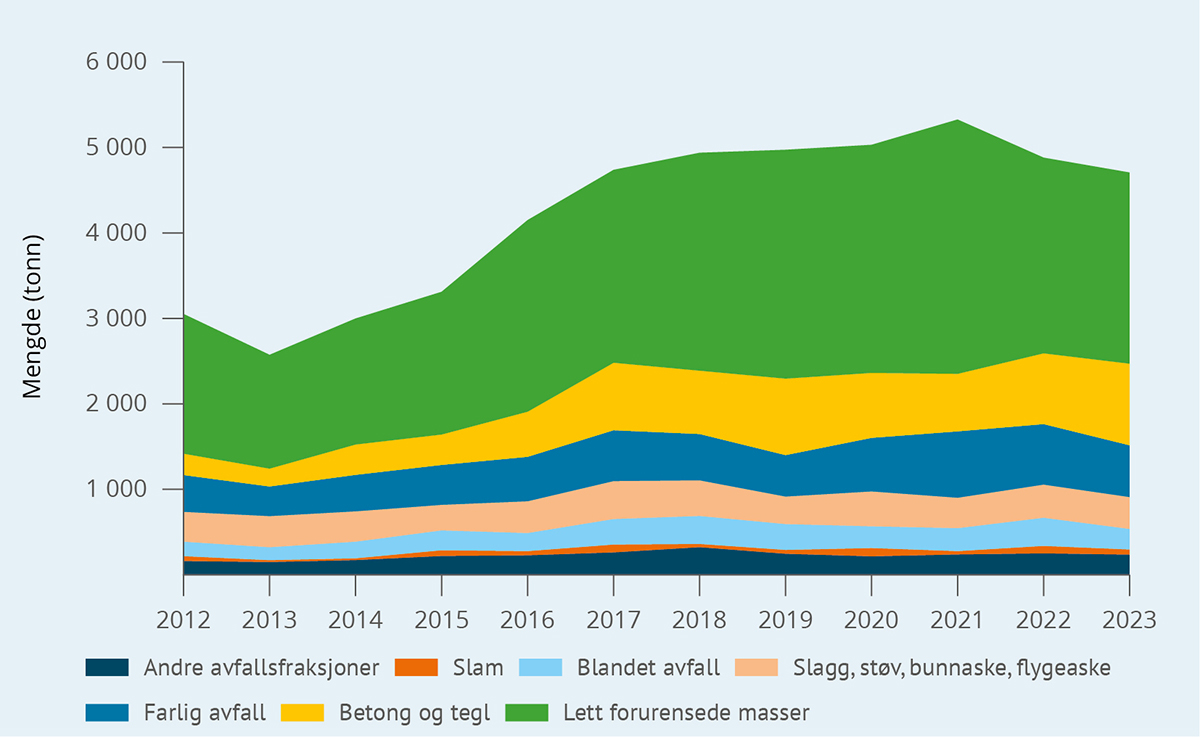 6 000
5 000
4 000
3 000
2 000
1 000
Mengde (tonn)
2012 2013 2014 2015 2016 2017 2018 2019 2020 2021 2022 2023
Andre avfallsfraksjoner Slam Blandet avfall Slagg, støv, bunnaske, flygeaske
Farlig avfall Betong og tegl Lett forurensede masser